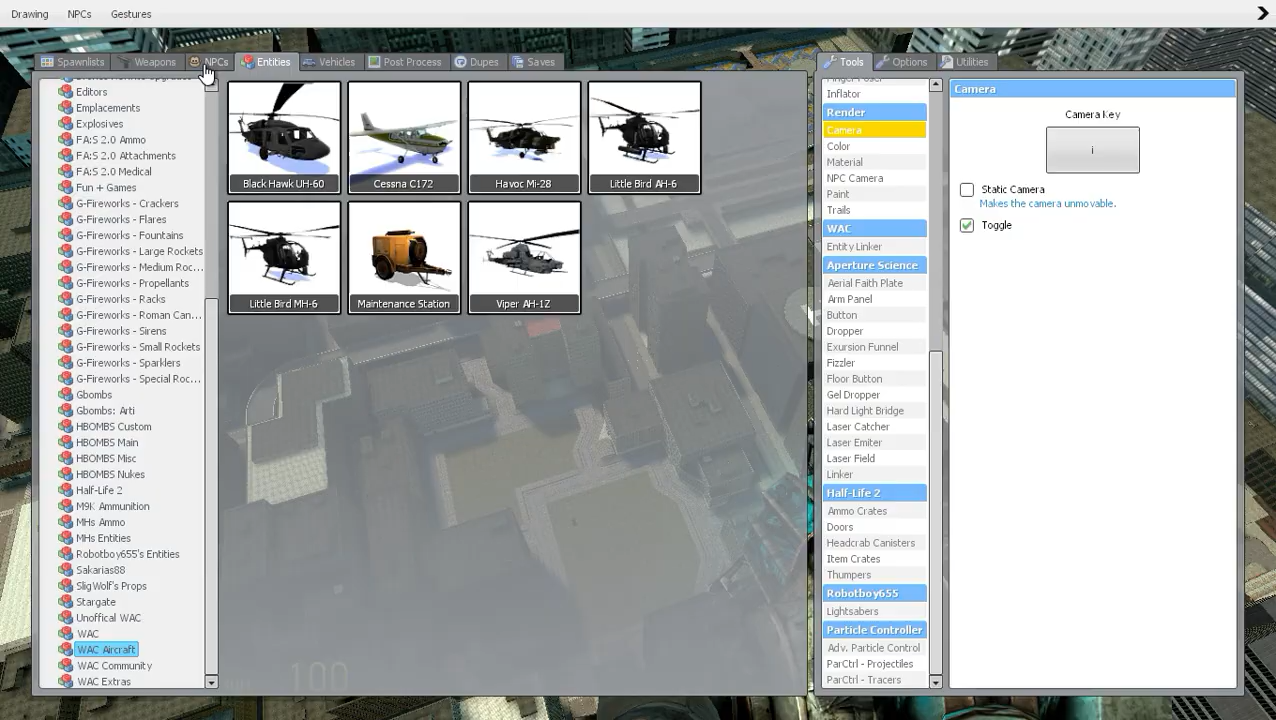 Drawing NPCs Gestures
Spawnlists Weapons NPCs Entities Vehicles Post Process Dupes Saves
Editors
Emplacements
Explosives
FA:S 2.0 Ammo
FA:S 2.0 Attachments
FA:S 2.0 Medical
Fun + Games
G-Fireworks - Crackers
G-Fireworks - Flares
G-Fireworks - Fountains
G-Fireworks - Large Rockets
G-Fireworks - Medium Roc...
G-Fireworks - Propellants
G-Fireworks - Racks
G-Fireworks - Roman Can...
G-Fireworks - Sirens
G-Fireworks - Small Rockets
G-Fireworks - Sparklers
G-Fireworks - Special Roc...
Gbombs
Gbombs: Arti
HBOMBS Custom
HBOMBS Main
HBOMBS Misc
HBOMBS Nukes
Half-Life 2
M9K Ammunition
MHs Ammo
MHs Entities
Robotboy655's Entities
Sakarias88
SligWolf's Props
Stargate
Unoffical WAC
WAC
WAC Aircraft
WAC Community
WAC Extras
Black Hawk UH-60
Cessna C172
Havoc Mi-28
Little Bird AH-6
Little Bird MH-6
Maintenance Station
Viper AH-1Z
100
Tools Options Utilities
Inflator
Render
Camera
Color
Material
NPC Camera
Paint
Trails
WAC
Entity Linker
Aperture Science
Aerial Faith Plate
Arm Panel
Button
Dropper
Exursion Funnel
Fizzler
Floor Button
Gel Dropper
Hard Light Bridge
Laser Catcher
Laser Emiter
Laser Field
Linker
Half-Life 2
Ammo Crates
Doors
Headcrab Canisters
Item Crates
Thumpers
Robotboy655
Lightsabers
Particle Controller
Adv. Particle Control
ParCtrl - Projectiles
ParCtrl - Tracers
Camera
Camera Key
i
Static Camera
Makes the camera unmovable.
Toggle